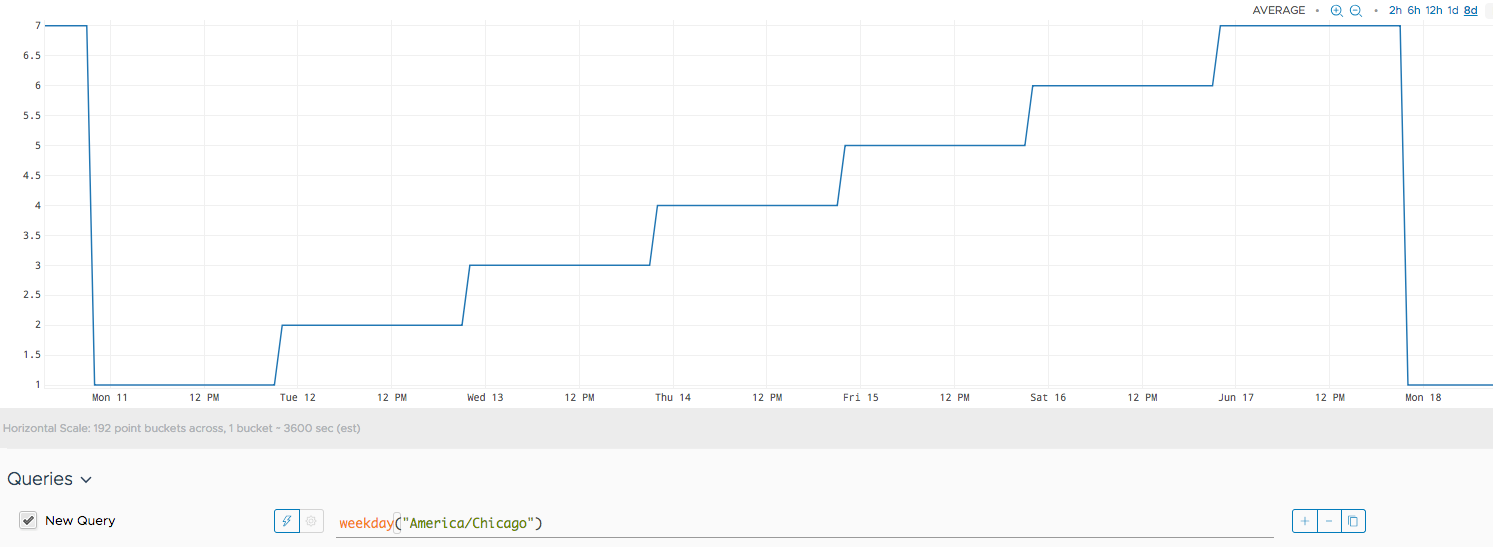 AVERAGE • • 2h 6h 12h 1d 8d
7
6.5
6
5.5
5
4.5
4
3.5
3
2.5
2
1.5
1
Mon 11 12 PM Tue 12 12 PM Wed 13 12 PM Thu 14 12 PM Fri 15 12 PM Sat 16 12 PM Jun 17 12 PM Mon 18
Horizontal Scale: 192 point buckets across, 1 bucket ~ 3600 sec (est)
Queries
New Query weekday("America/Chicago")